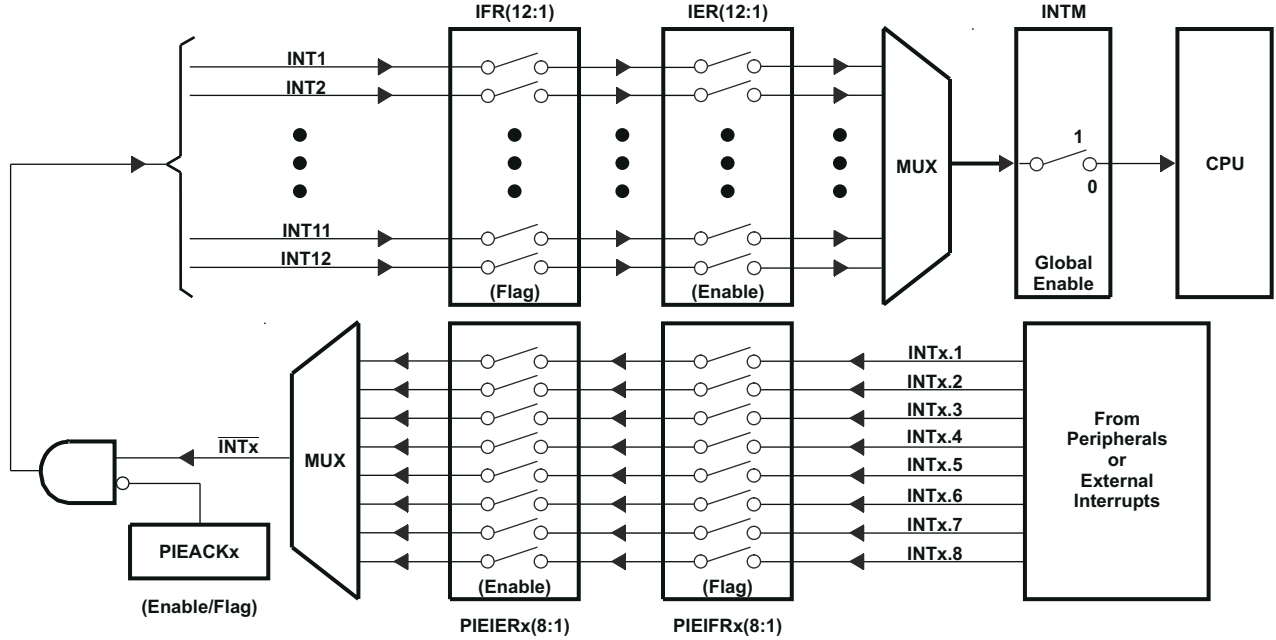 IFR(12:1)
IER(12:1)
INTM
INT1
INT2
MUX
1
CPU
0
INT11
INT12
Global
Enable
(Flag)
(Enable)
INTx.1
INTx.2
INTx.3
INTx.4
INTx.5
INTx.6
INTx.7
INTx.8
From
Peripherals
or
External
Interrupts
INTx
MUX
PIEACKx
(Enable/Flag)
(Enable)
(Flag)
PIEIERx(8:1)
PIEIFRx(8:1)